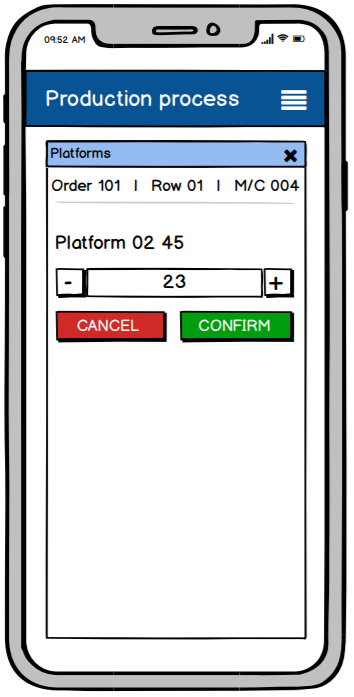 09:52 AM
Production process
Platforms
Order 101 | Row 01 | M/C 004
Platform 02 45
- 23 +
CANCEL CONFIRM